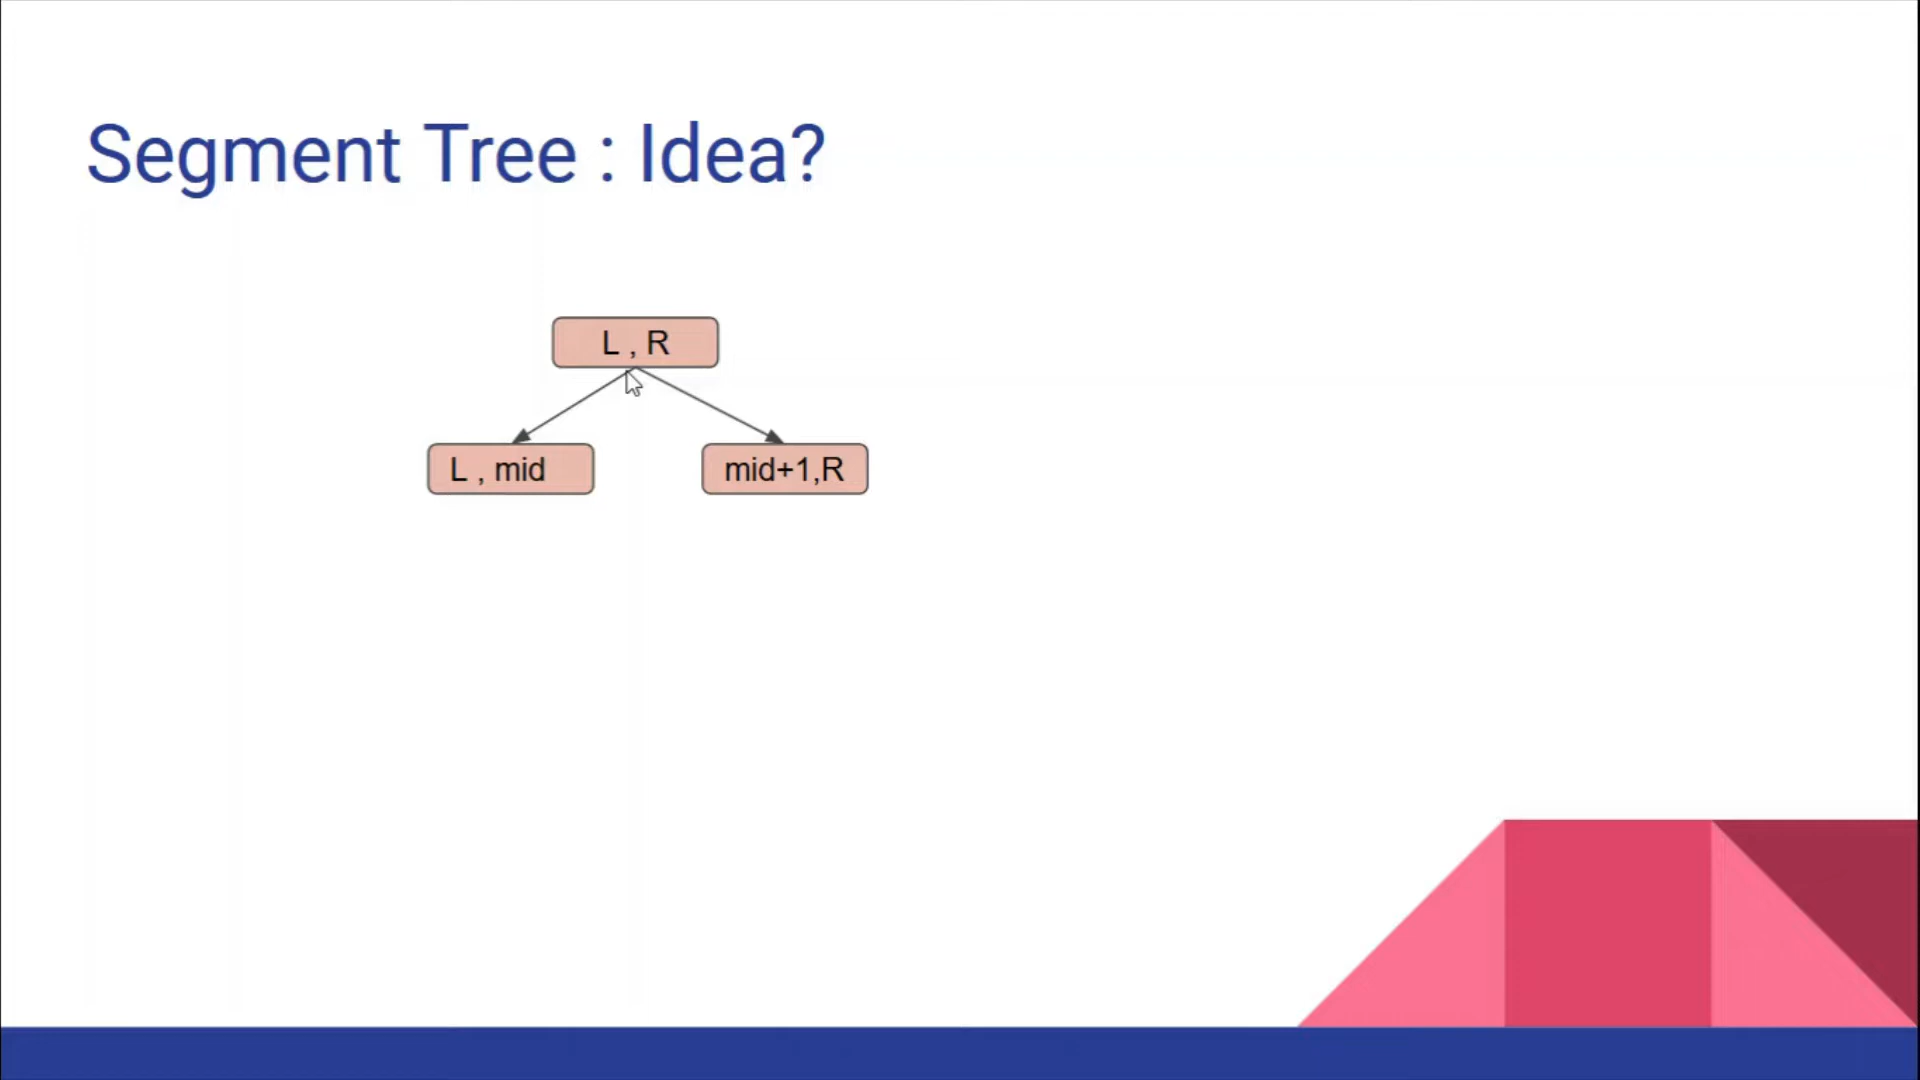 Segment Tree : Idea?
L , R
L , mid
mid+1,R